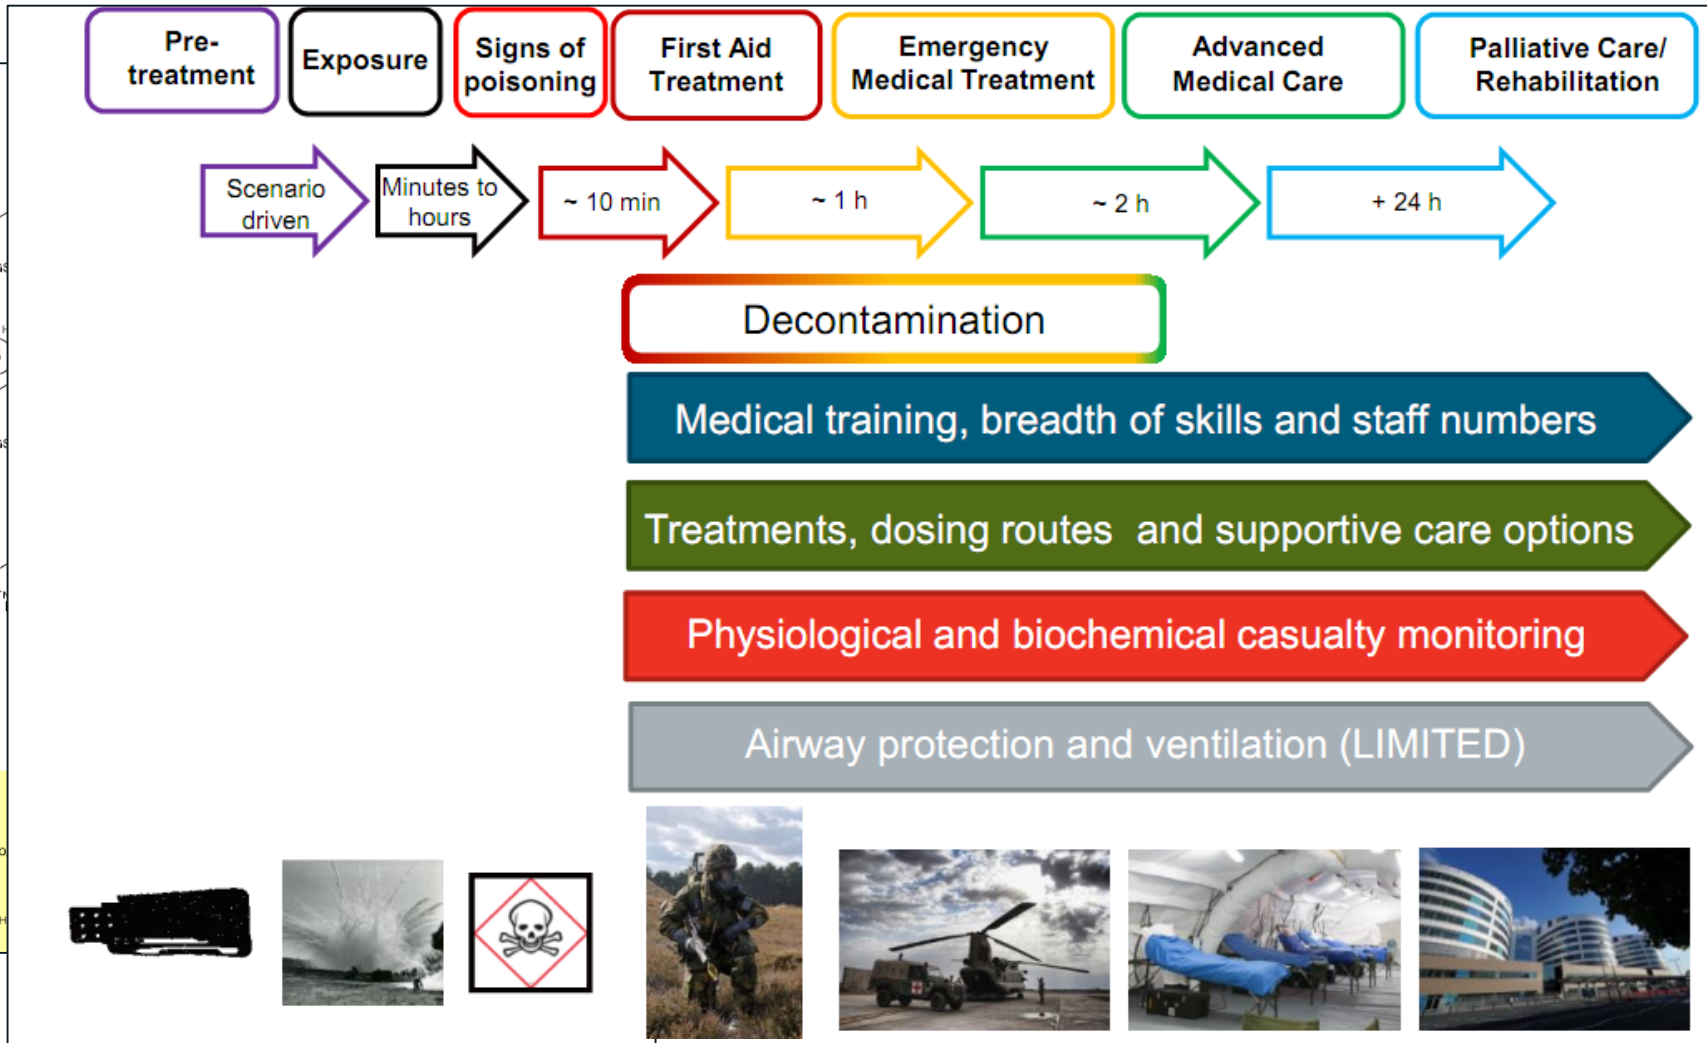 Pre-
treatment
Exposure
Signs of
poisoning
First Aid
Treatment
Emergency
Medical Treatment
Advanced
Medical Care
Palliative Care/
Rehabilitation
Scenario
driven
Minutes to
hours
~ 10 min
~ 1 h
~ 2 h
+ 24 h
Decontamination
Medical training, breadth of skills and staff numbers
Treatments, dosing routes and supportive care options
Physiological and biochemical casualty monitoring
Airway protection and ventilation (LIMITED)